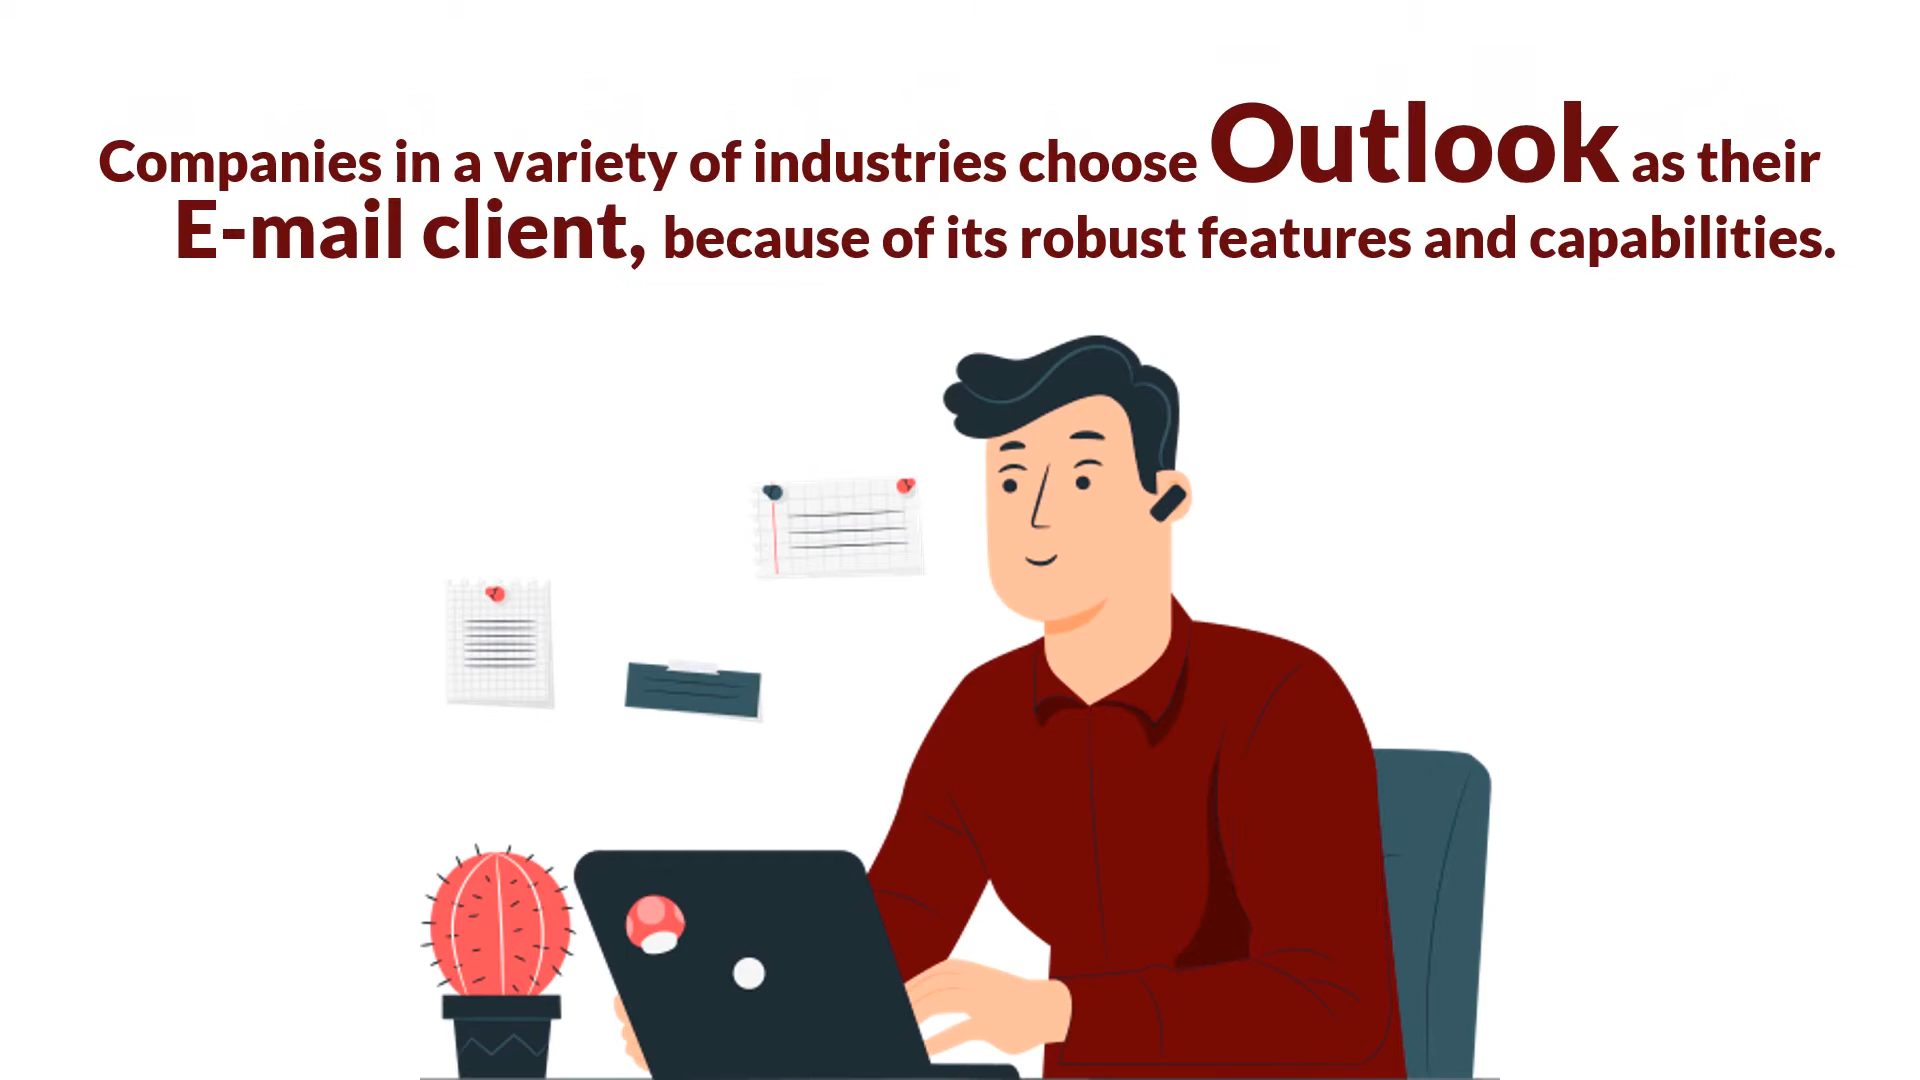 Companies in a variety of industries choose Outlook as their
E-mail client, because of its robust features and capabilities.